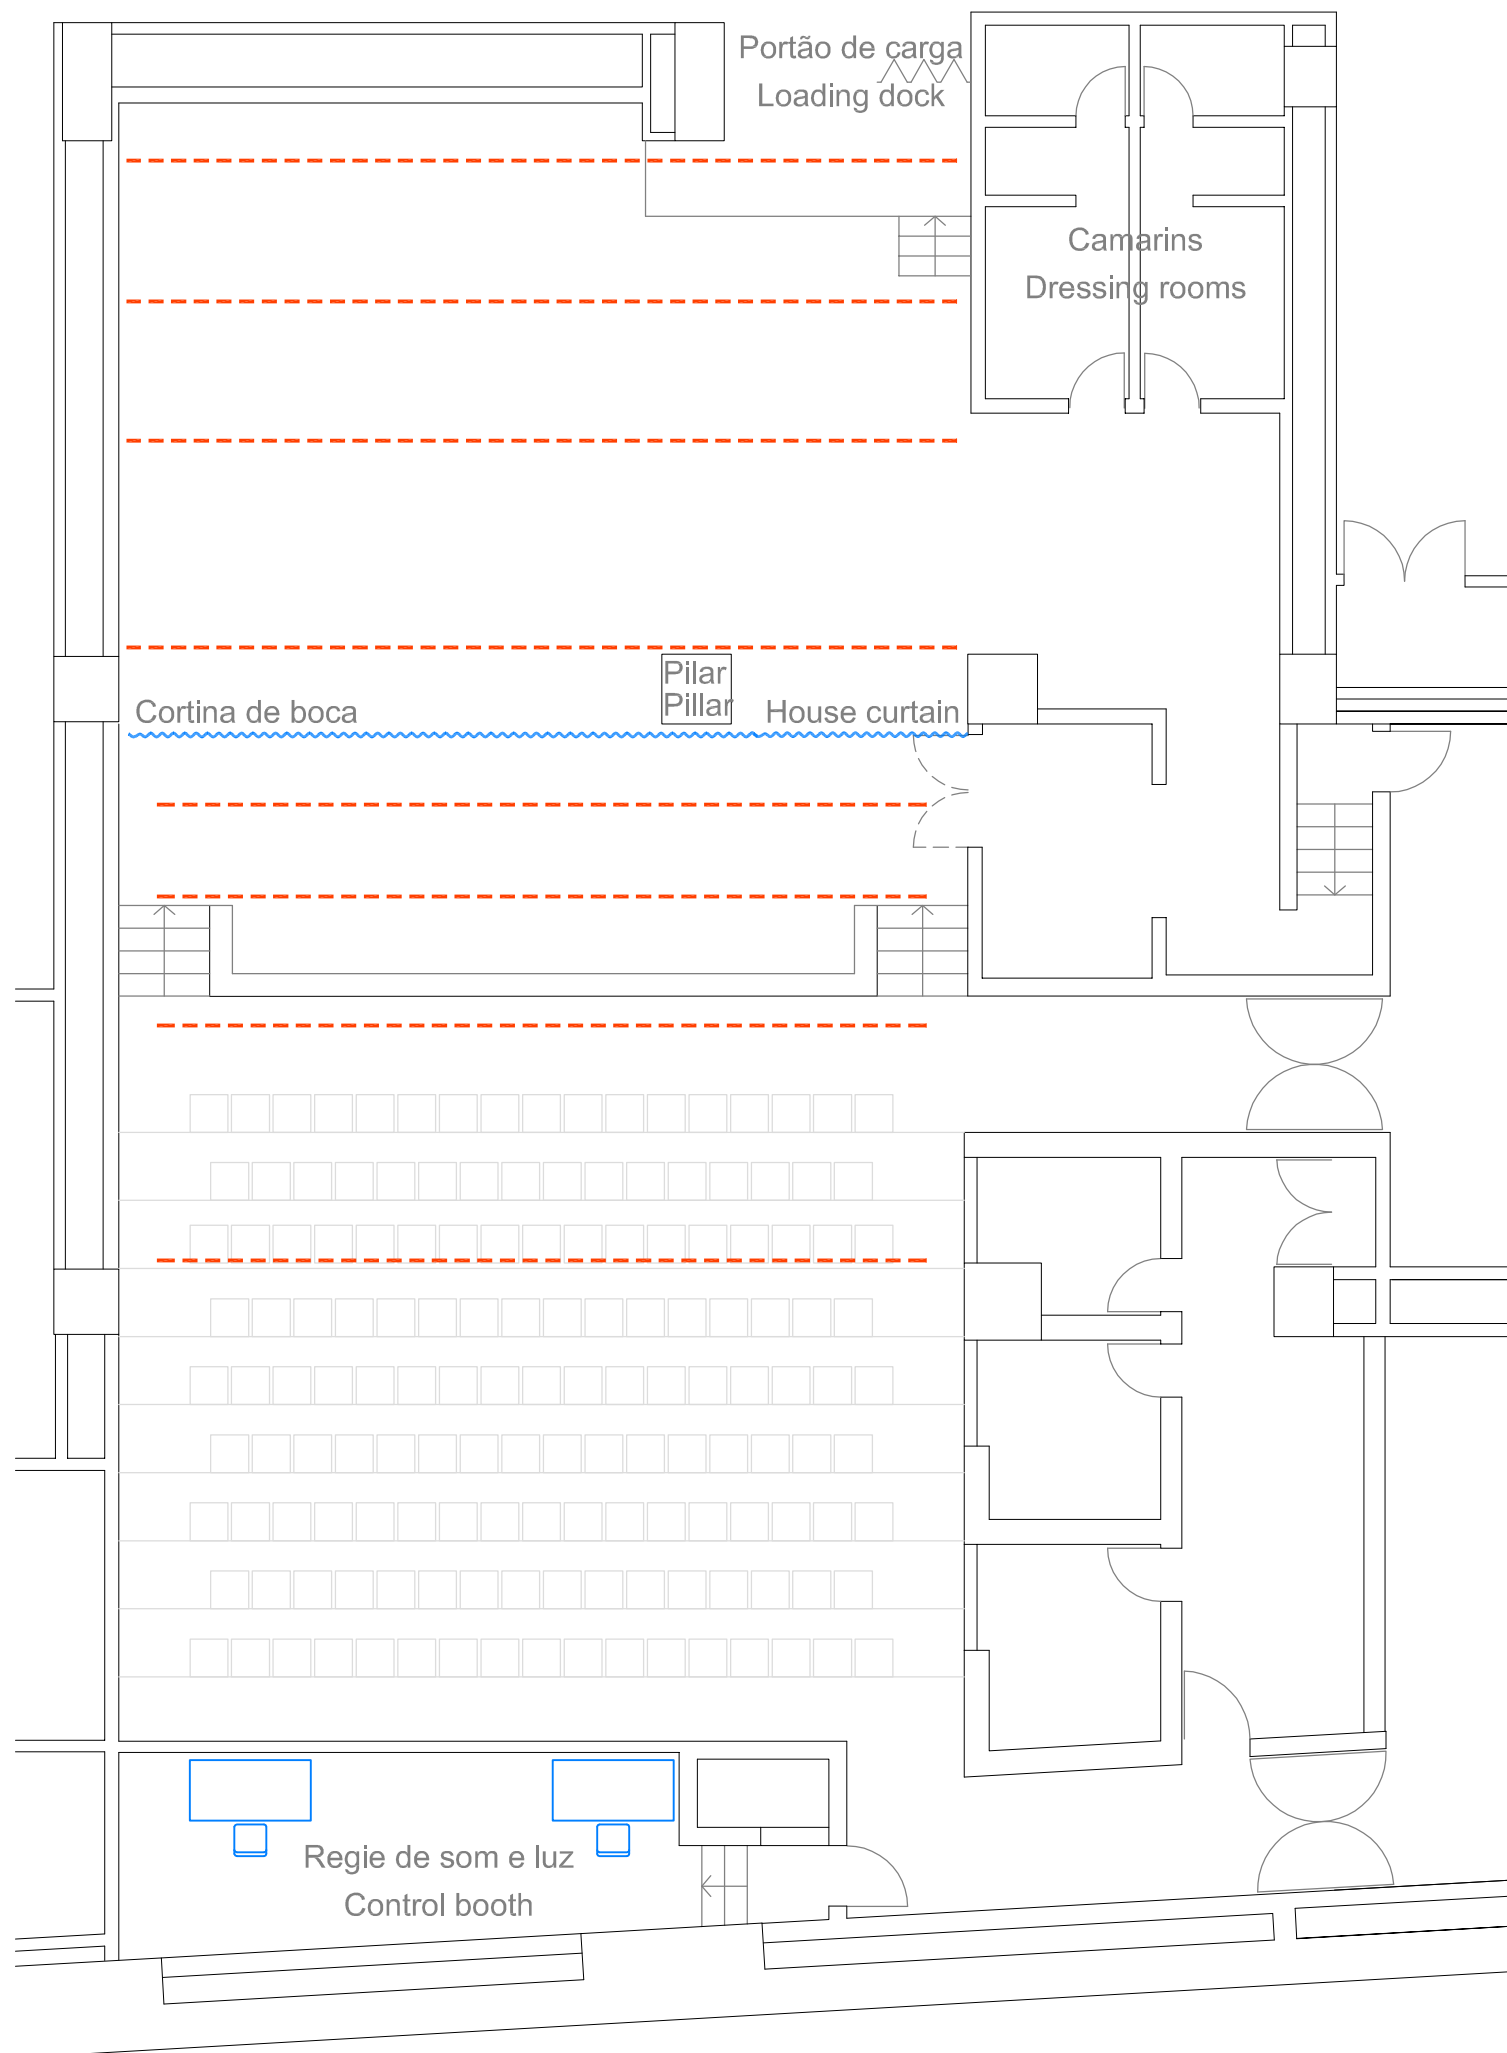 Portão de carga
Loading dock
Camarins
Dressing rooms
Pilar
Pillar
Cortina de boca
House curtain
Regie de som e luz
Control booth